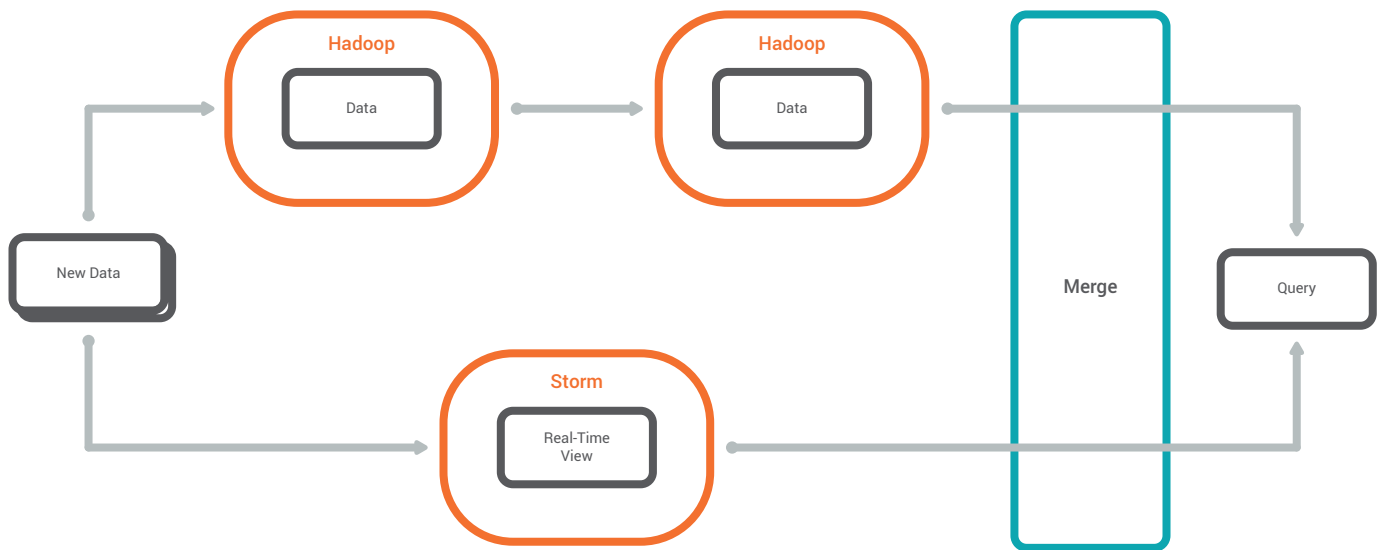 Hadoop
Data
Hadoop
Data
New Data
Merge
Query
Storm
Real-Time
View